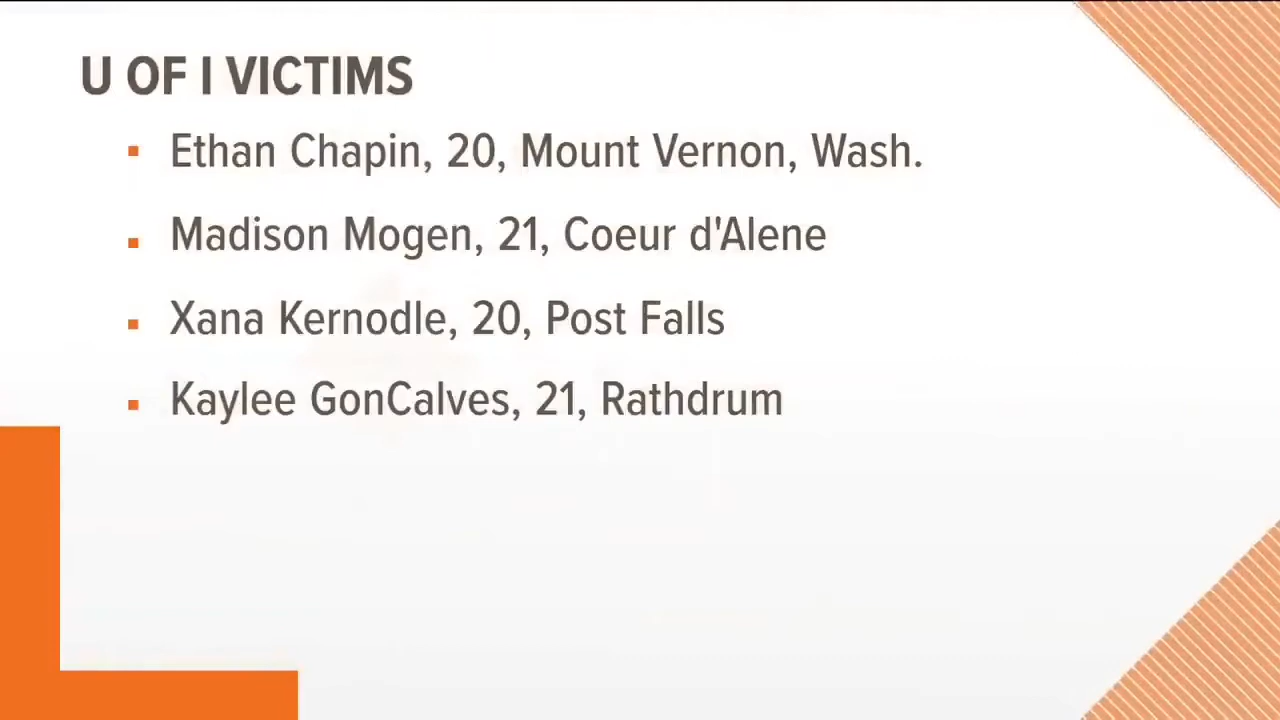 U OF I VICTIMS
Ethan Chapin, 20, Mount Vernon, Wash.
Madison Mogen, 21, Coeur d'Alene
Xana Kernodle, 20, Post Falls
Kaylee GonCalves, 21, Rathdrum